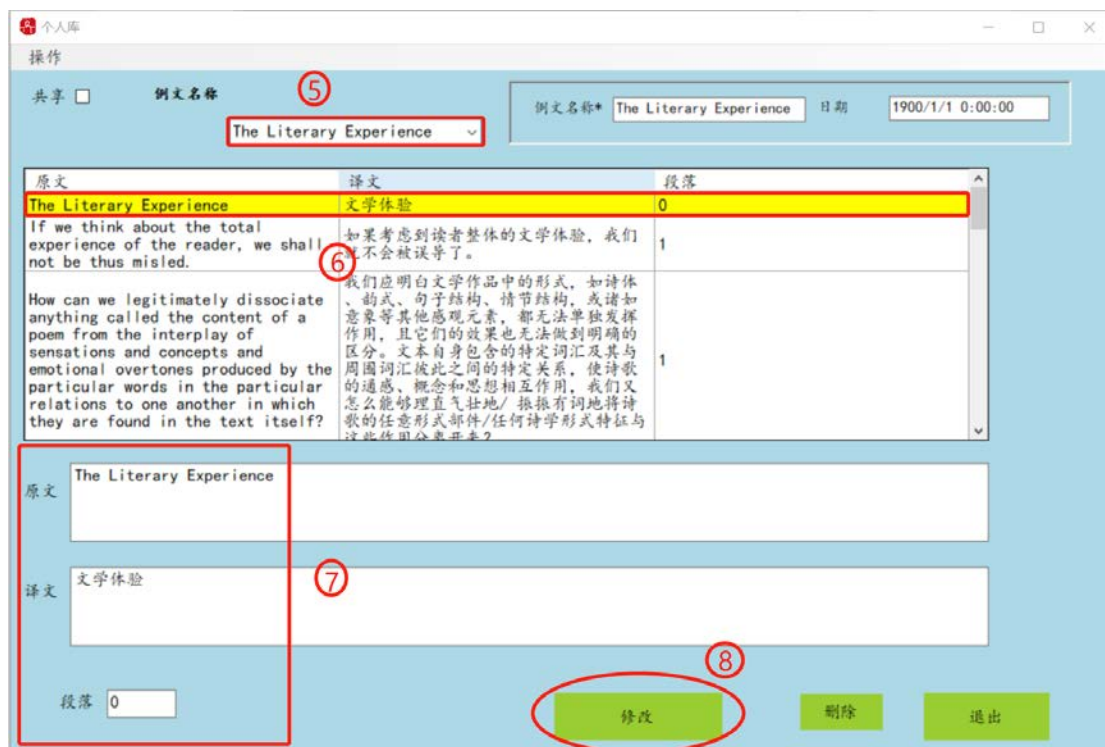 个人库
操作
共享 例文名称 ⑤
The Literary Experience
例文名称* The Literary Experience 日期 1900/1/1 0:00:00
原文 译文 段落
The Literary Experience 文学体验 0
If we think about the total
experience of the reader, we shall
not be thus misled.
如果考虑到读者整体的文学体验, 我们
就不会被误导了。
1
⑥
How can we legitimately dissociate
anything called the content of a
poem from the interplay of
sensations and concepts and
emotional overtones produced by the
particular words in the particular
relations to one another in which
they are found in the text itself?
我们应明白文学作品中的形式, 如诗体
、韵式、句子结构、情节结构, 或诸如
意象等其他感观元素, 都无法单独发挥
作用, 且它们的效果也无法做到明确的
区分。文本自身包含的特定词汇及其与
周围词汇彼此之间的特定关系, 使诗歌
的通感、概念和思想相互作用, 我们又
怎么能够理直气壮地/ 振振有词地将诗
歌的任意形式部件/任何诗学形式特征与
这些作用分离开来?
1
原文 The Literary Experience
译文 文学体验
⑦
段落 0
⑧
修改 删除 退出